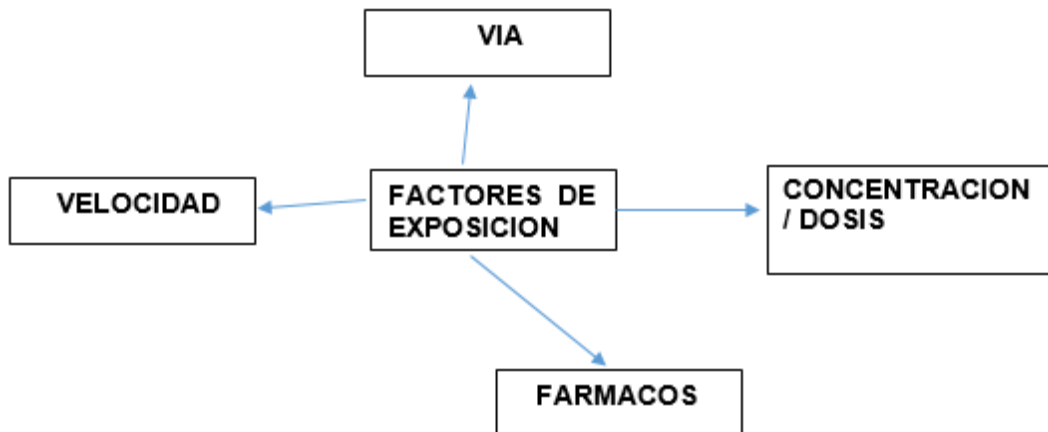 VIA
VELOCIDAD
FACTORES DE
EXPOSICION
CONCENTRACION
/ DOSIS
FARMACOS